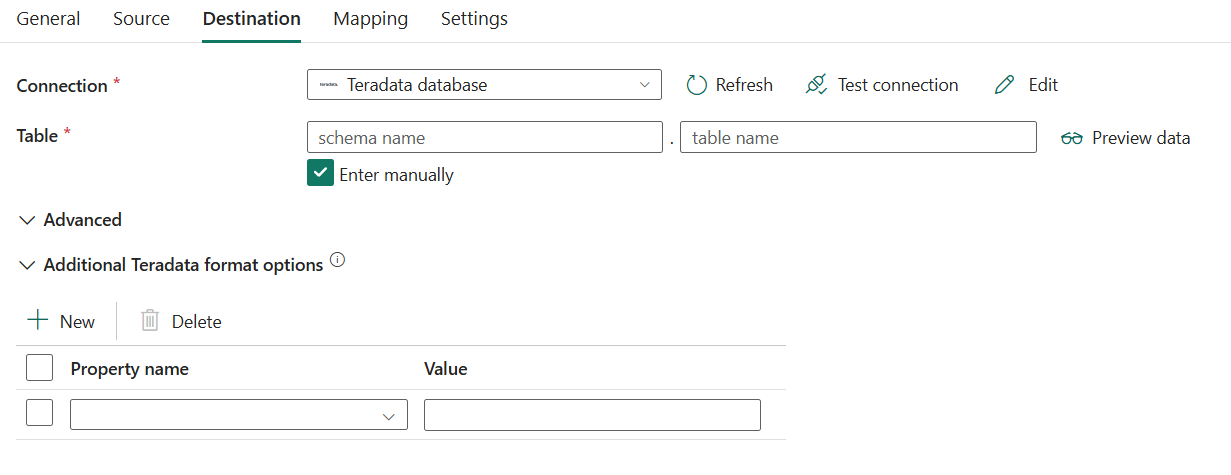 General Source Destination Mapping Settings
Connection * teradata. Teradata database Refresh Test connection Edit
Table * schema name . table name Preview data
Enter manually
Advanced
Additional Teradata format options
New Delete
Property name Value